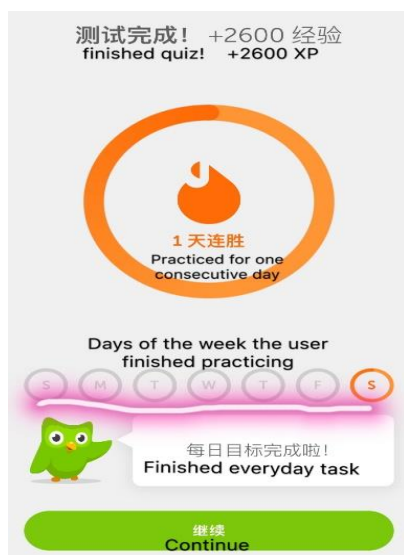 测试完成! +2600 经验
finished quiz! +2600 XP
1 天连胜
Practiced for one
consecutive day
Days of the week the user
finished practicing
S M T W T F S
每日目标完成啦!
Finished everyday task
继续
Continue